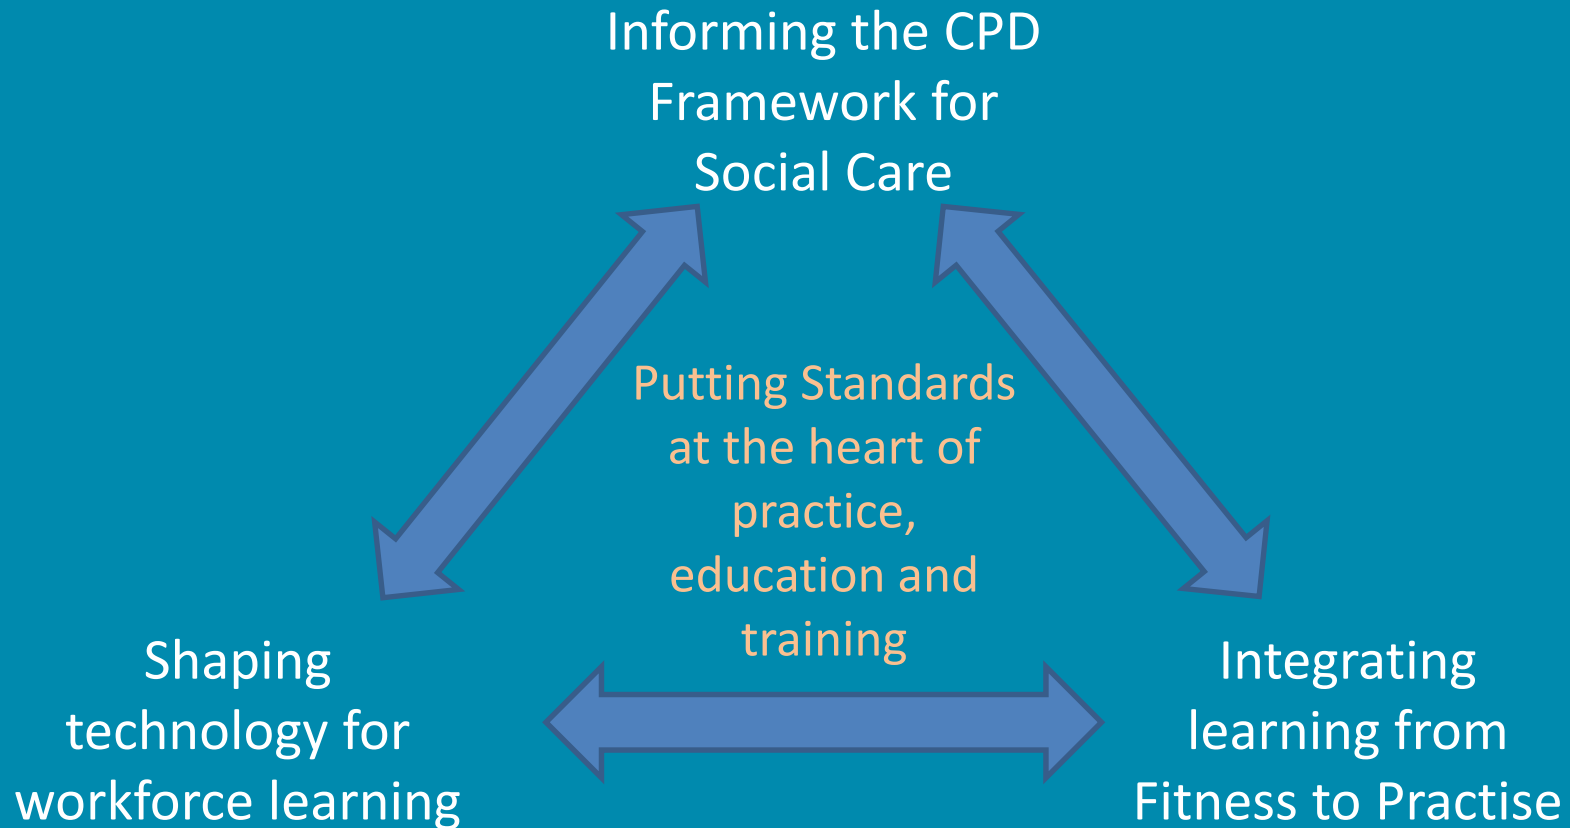 Informing the CPD
Framework for
Social Care
Putting Standards
at the heart of
practice,
education and
training
Shaping
technology for
workforce learning
Integrating
learning from
Fitness to Practise